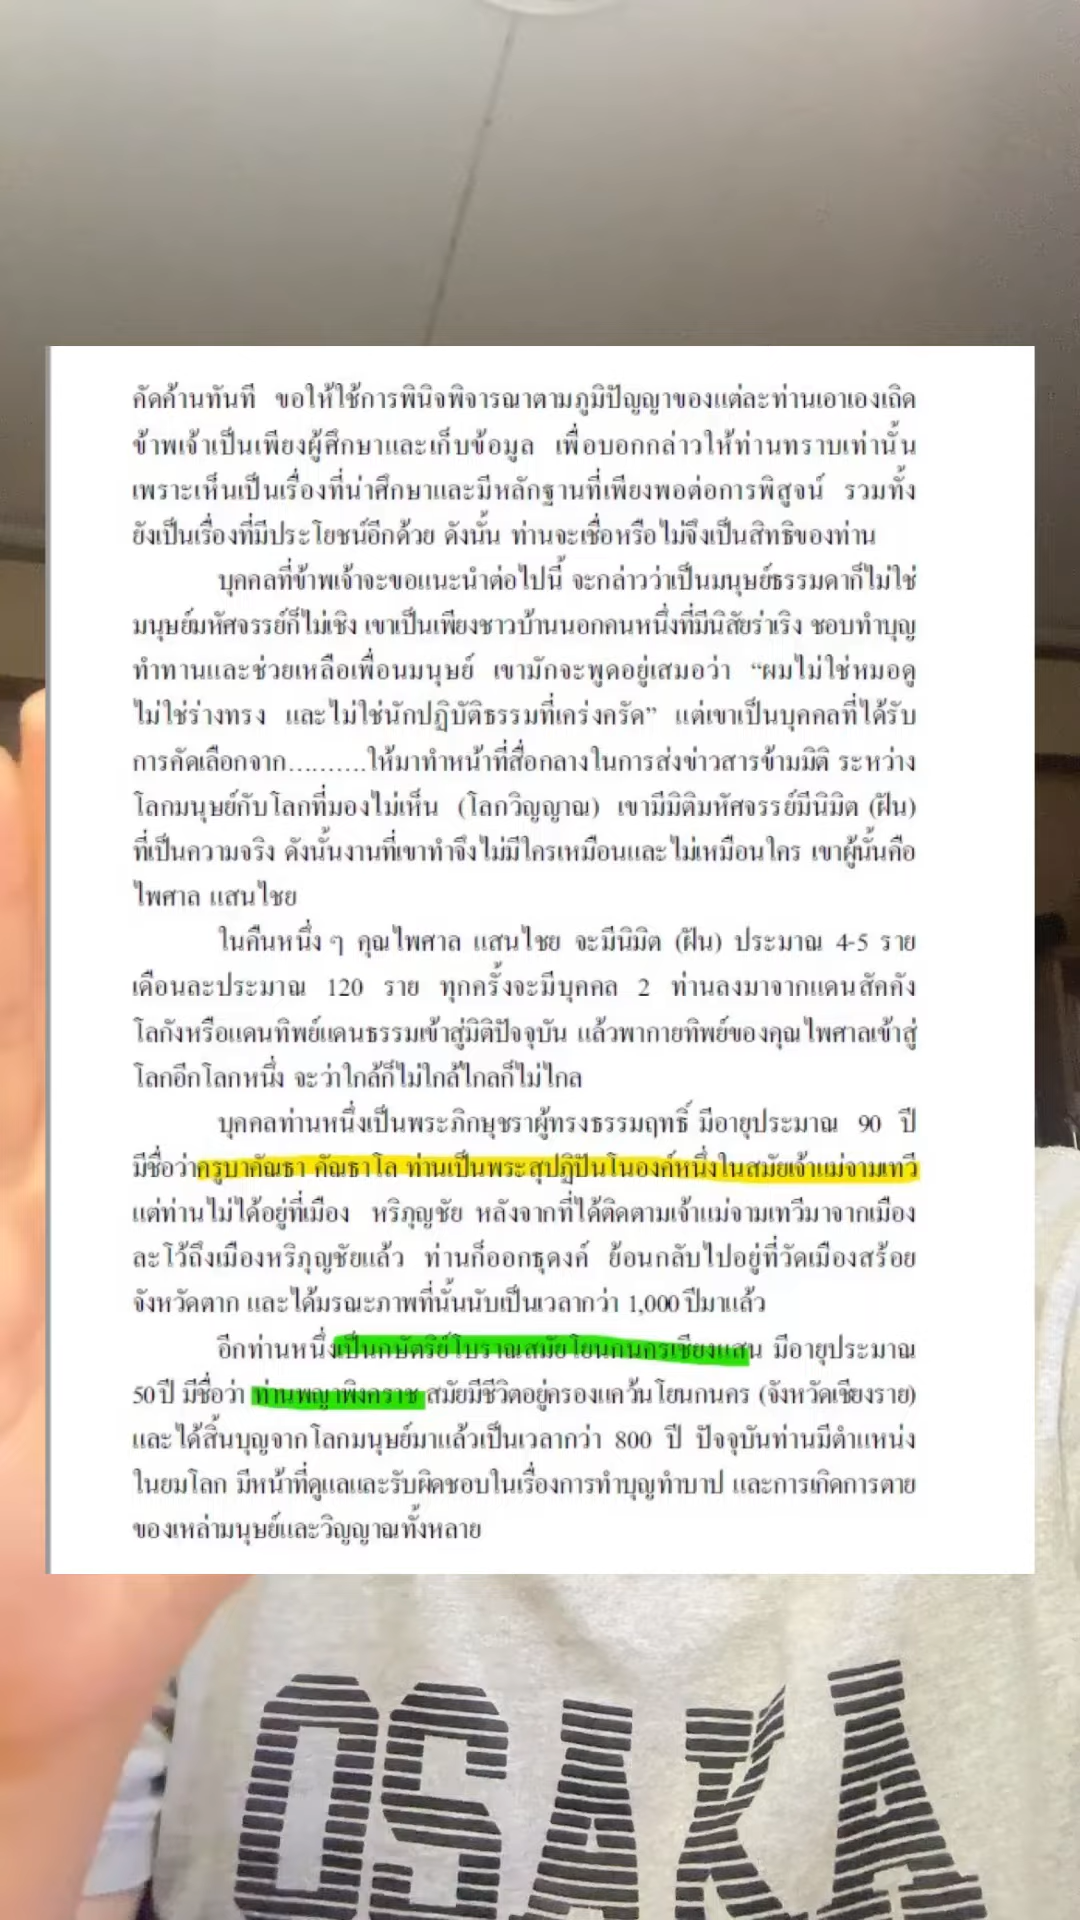 คัดค้านทันที ขอให้ใช้การพินิจพิจารณาตามภูมิปัญญาของแต่ละท่านเอาเองเถิด
ข้าพเจ้าเป็นเพียงผู้ศึกษาและเก็บข้อมูล เพื่อบอกกล่าวให้ท่านทราบเท่านั้น
เพราะเห็นเป็นเรื่องที่น่าศึกษาและมีหลักฐานที่เพียงพอต่อการพิสูจน์ รวมทั้ง
ยังเป็นเรื่องที่มีประโยชน์อีกด้วย ดังนั้น ท่านจะเชื่อหรือไม่จึงเป็นสิทธิของท่าน
บุคคลที่ข้าพเจ้าจะขอแนะนำต่อไปนี้ จะกล่าวว่าเป็นมนุษย์ธรรมดาก็ไม่ใช่
มนุษย์มหัศจรรย์ก็ไม่เชิง เขาเป็นเพียงชาวบ้านนอกคนหนึ่งที่มีนิสัยร่าเริง ชอบทำบุญ
ทำทานและช่วยเหลือเพื่อนมนุษย์ เขามักจะพูดอยู่เสมอว่า “ผมไม่ใช่หมอดู
ไม่ใช่ร่างทรง และไม่ใช่นักปฏิบัติธรรมที่เคร่งครัด” แต่เขาเป็นบุคคลที่ได้รับ
การคัดเลือกจาก..........ให้มาทำหน้าที่สื่อกลางในการส่งข่าวสารข้ามมิติ ระหว่าง
โลกมนุษย์กับโลกที่มองไม่เห็น (โลกวิญญาณ) เขามีมิติมหัศจรรย์มีนิมิต (ฝัน)
ที่เป็นความจริง ดังนั้นงานที่เขาทำจึงไม่มีใครเหมือนและไม่เหมือนใคร เขาผู้นั้นคือ
ไพศาล แสนไชย
ในคืนหนึ่ง ๆ คุณไพศาล แสนไชย จะมีนิมิต (ฝัน) ประมาณ 4-5 ราย
เดือนละประมาณ 120 ราย ทุกครั้งจะมีบุคคล 2 ท่านลงมาจากแดนสัคคัง
โลกังหรือแดนทิพย์แดนธรรมเข้าสู่มิติปัจจุบัน แล้วพากายทิพย์ของคุณไพศาลเข้าสู่
โลกอีกโลกหนึ่ง จะว่าใกล้ก็ไม่ใกล้ไกลก็ไม่ไกล
บุคคลท่านหนึ่งเป็นพระภิกษุชราผู้ทรงธรรมฤทธิ์ มีอายุประมาณ 90 ปี
มีชื่อว่าครูบาคัณธา คัณธาโล ท่านเป็นพระสุปฏิปันโนองค์หนึ่งในสมัยเจ้าแม่จามเทวี
แต่ท่านไม่ได้อยู่ที่เมือง หริภุญชัย หลังจากที่ได้ติดตามเจ้าแม่จามเทวีมาจากเมือง
ละโว้ถึงเมืองหริภุญชัยแล้ว ท่านก็ออกธุดงค์ ย้อนกลับไปอยู่ที่วัดเมืองสร้อย
จังหวัดตาก และได้มรณะภาพที่นั้นนับเป็นเวลากว่า 1,000 ปีมาแล้ว
อีกท่านหนึ่งเป็นกษัตริย์โบราณสมัยโยนกนครเชียงแสน มีอายุประมาณ
50 ปี มีชื่อว่า ท่านพญาพิงคราช สมัยมีชีวิตอยู่ครองแคว้นโยนกนคร (จังหวัดเชียงราย)
และได้สิ้นบุญจากโลกมนุษย์มาแล้วเป็นเวลากว่า 800 ปี ปัจจุบันท่านมีตำแหน่ง
ในยมโลก มีหน้าที่ดูแลและรับผิดชอบในเรื่องการทำบุญทำบาป และการเกิดการตาย
ของเหล่ามนุษย์และวิญญาณทั้งหลาย
OSAKA